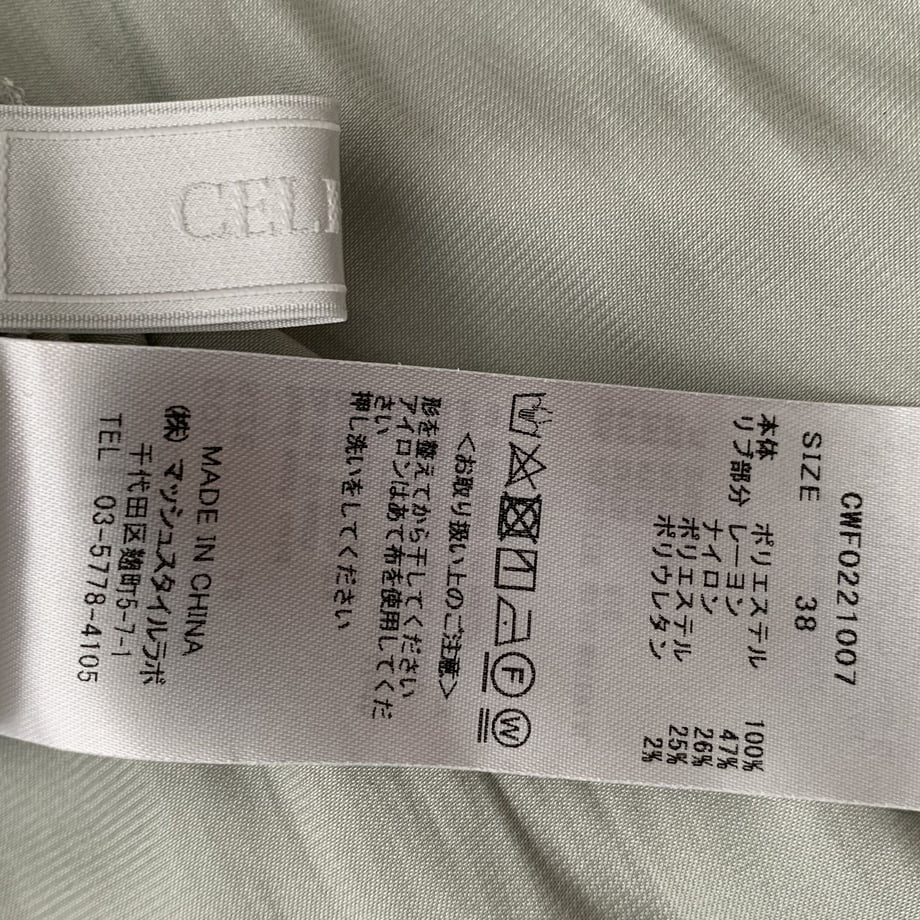 CEL
CWFO221007
SIZE 38
本体 ポリエステル 100%
リブ部分 レーヨン 47%
ナイロン 26%
ポリエステル 25%
ポリウレタン 2%
F W
<お取り扱い上のご注意>
形を整えてから干してください
アイロンはあて布を使用してくだ
さい
押し洗いをしてください
MADE IN CHINA
(株) マッシュスタイルラボ
千代田区麹町5-7-1
TEL 03-5778-4105